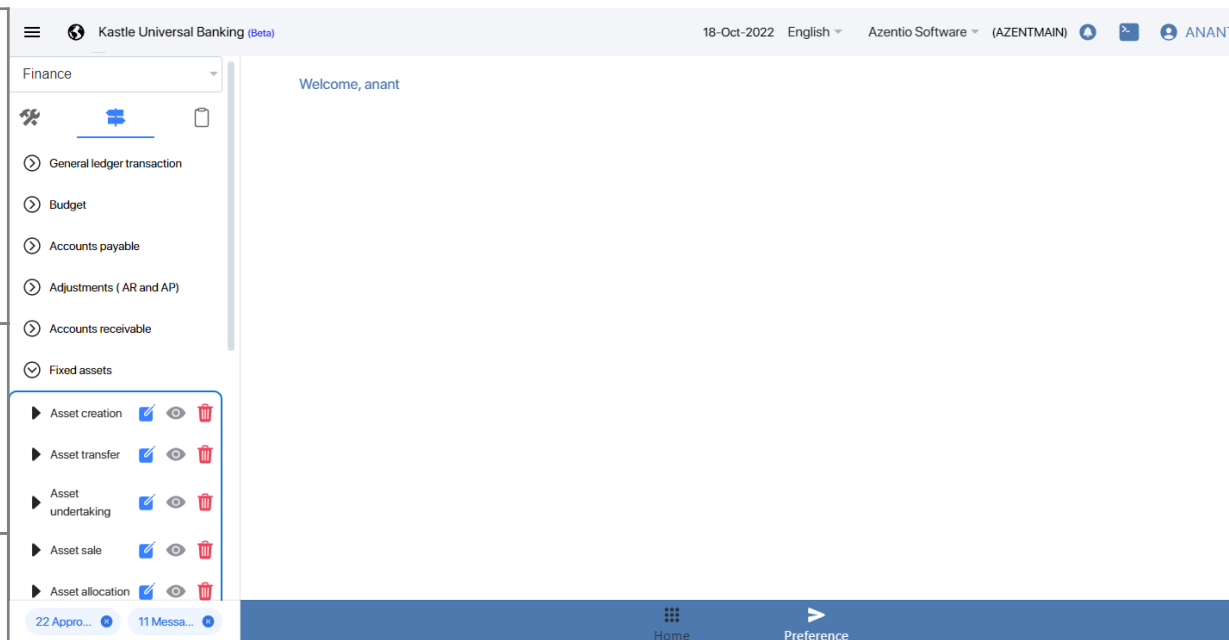 Kastle Universal Banking (Beta)
18-Oct-2022 English Azentio Software (AZENTMAIN) ANANT
Finance
Welcome, anant
General ledger transaction
Budget
Accounts payable
Adjustments ( AR and AP)
Accounts receivable
Fixed assets
Asset creation
Asset transfer
Asset
undertaking
Asset sale
Asset allocation
22 Appro... 11 Messa...
Home Preference